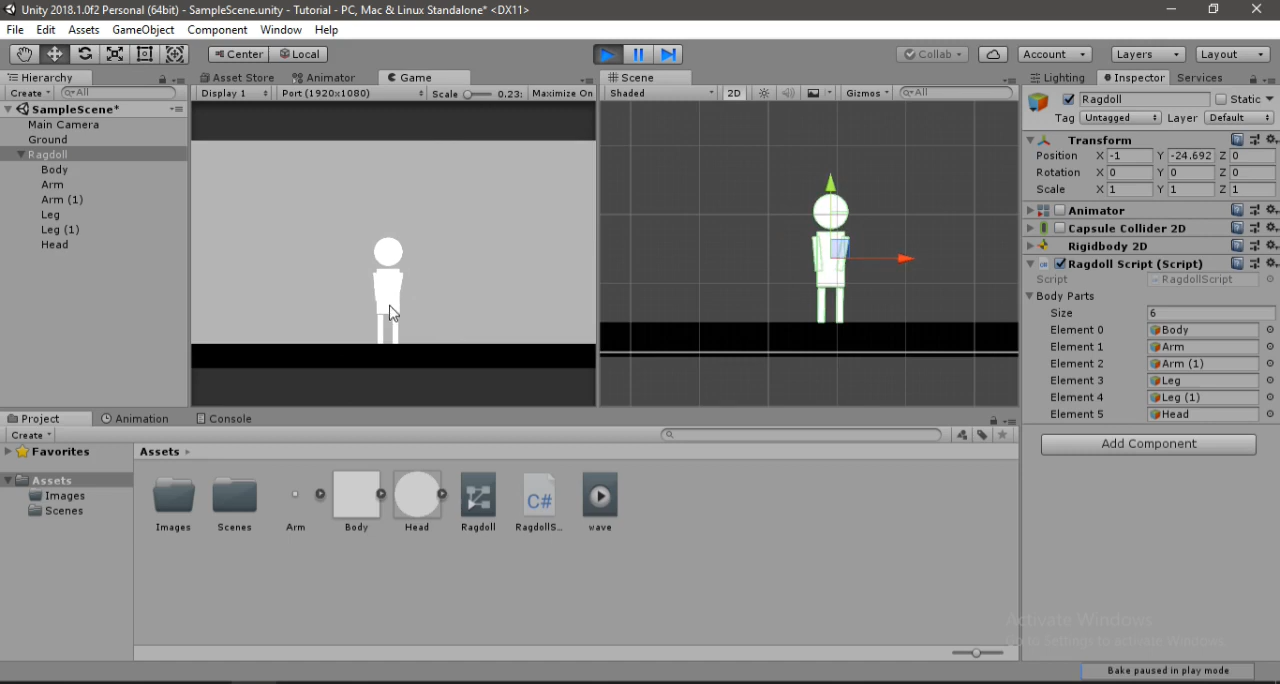 Unity 2018.1.0f2 Personal (64bit) - SampleScene.unity - Tutorial - PC, Mac & Linux Standalone* <DX11>
File Edit Assets GameObject Component Window Help
Center Local Collab Account Layers Layout
Hierarchy Asset Store Animator Game Scene Lighting Inspector Services
Create All Display 1 Port (1920x1080) Scale 0.23: Maximize On Shaded 2D Gizmos All Ragdoll Static
SampleScene*
Main Camera
Ground
Ragdoll
Body
Arm
Arm (1)
Leg
Leg (1)
Head
Tag Untagged Layer Default
Transform
Position X -1 Y -24.692 Z 0
Rotation X 0 Y 0 Z 0
Scale X 1 Y 1 Z 1
Animator
Capsule Collider 2D
Rigidbody 2D
Ragdoll Script (Script)
Script RagdollScript
Body Parts
Size 6
Element 0 Body
Element 1 Arm
Element 2 Arm (1)
Element 3 Leg
Element 4 Leg (1)
Element 5 Head
Add Component
Project Animation Console
Create
Favorites
Assets
Images
Scenes
Assets
Images Scenes Arm Body Head Ragdoll C# RagdollS... wave
Activate Windows
Go to Settings to activate Windows.
Bake paused in play mode